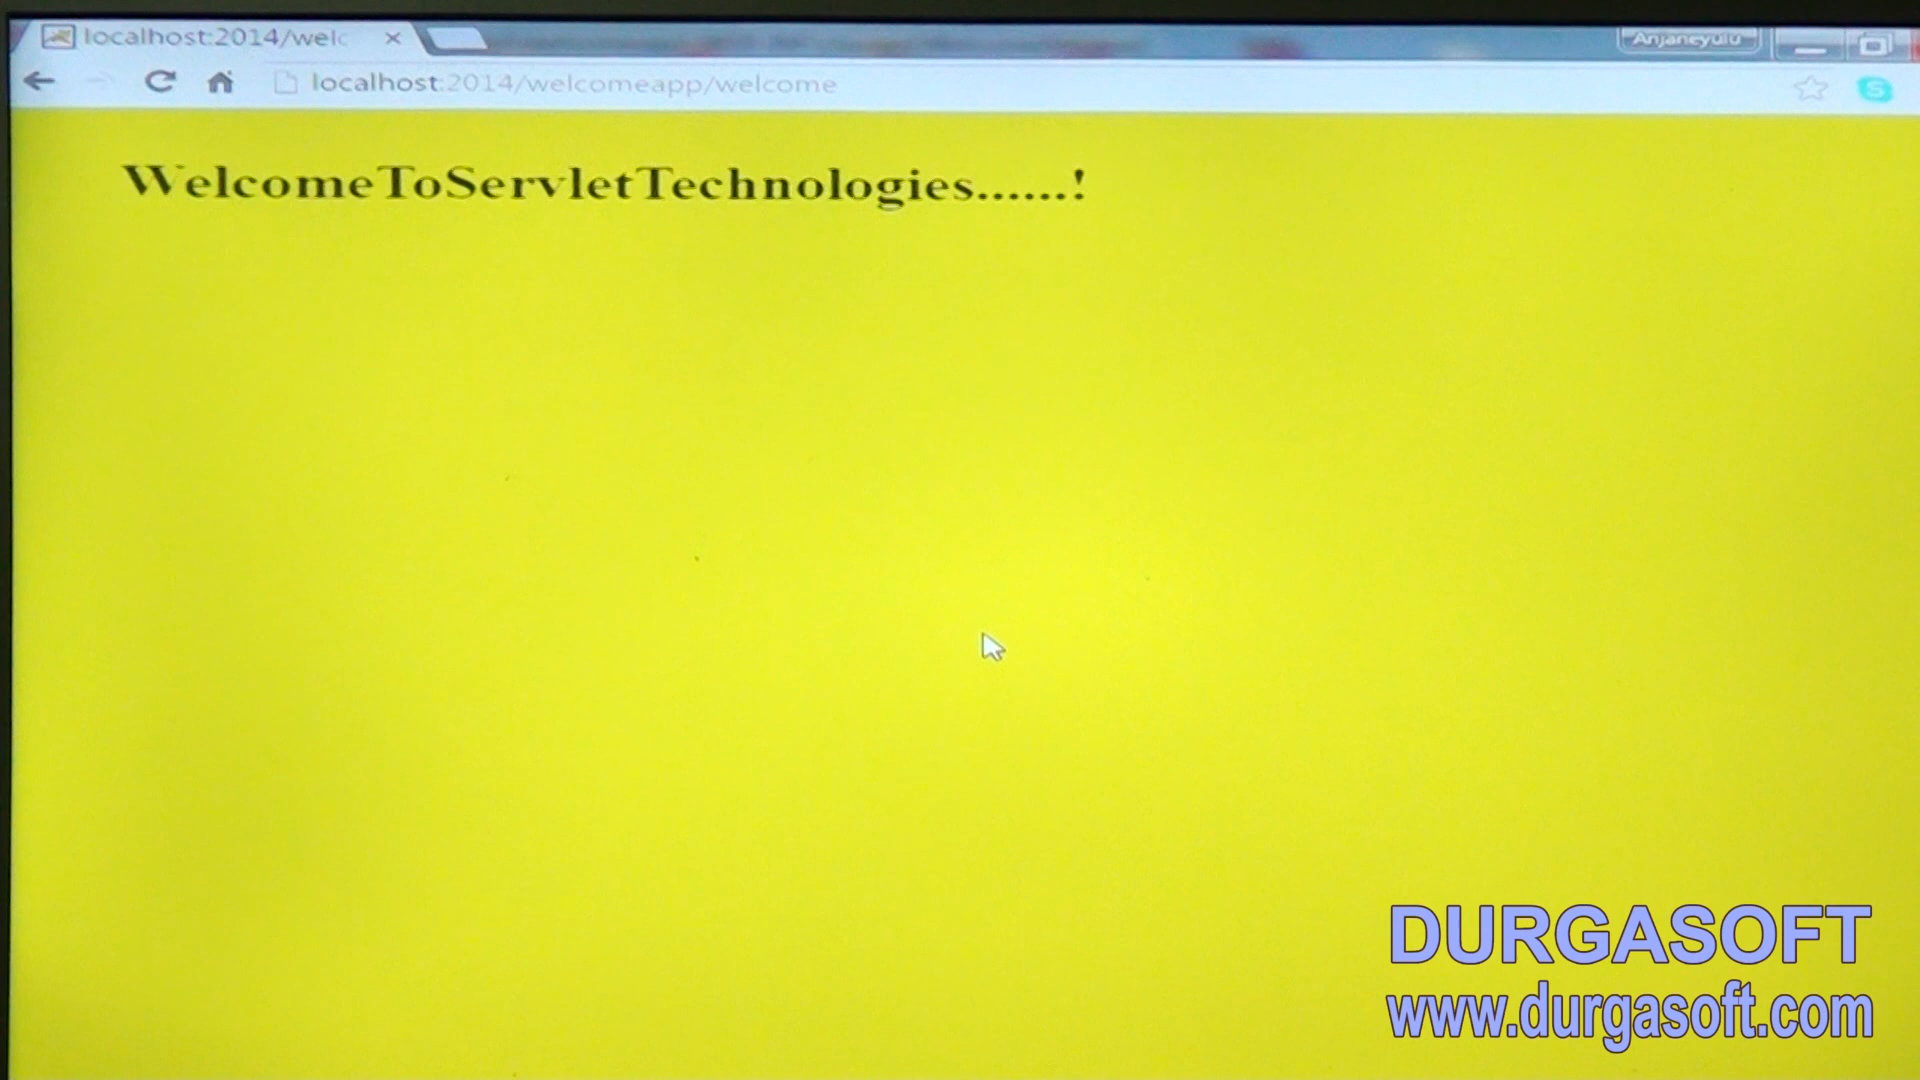 localhost:2014/welc
Anjaneyulu
localhost:2014/welcomeapp/welcome
WelcomeToServletTechnologies......!
DURGASOFT
www.durgasoft.com